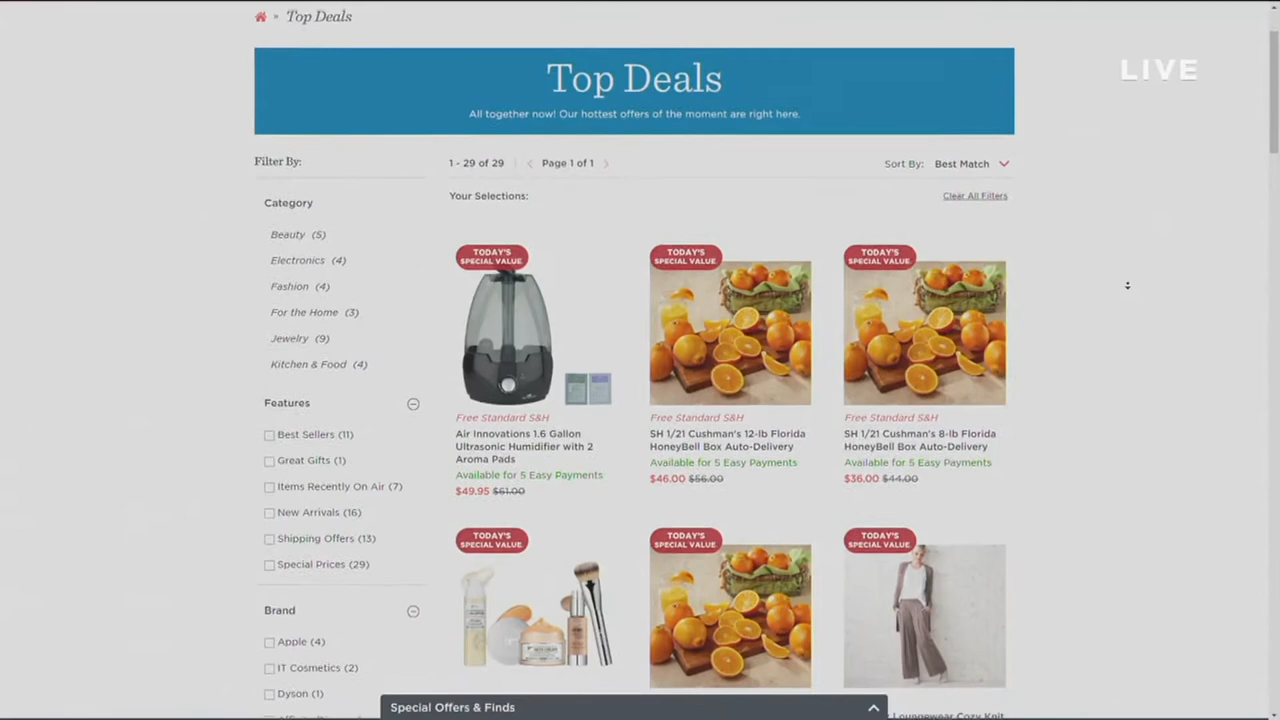 » Top Deals
LIVE
Top Deals
All together now! Our hottest offers of the moment are right here.
Filter By:
1 - 29 of 29
Page 1 of 1
Sort By: Best Match
Your Selections:
Clear All Filters
Category
Beauty (5)
Electronics (4)
Fashion (4)
For the Home (3)
Jewelry (9)
Kitchen & Food (4)
Features
Best Sellers (11)
Great Gifts (1)
Items Recently On Air (7)
New Arrivals (16)
Shipping Offers (13)
Special Prices (29)
Brand
Apple (4)
IT Cosmetics (2)
Dyson (1)
TODAY'S
SPECIAL VALUE
Free Standard S&H
Air Innovations 1.6 Gallon
Ultrasonic Humidifier with 2
Aroma Pads
Available for 5 Easy Payments
$49.95 $61.00
TODAY'S
SPECIAL VALUE
Free Standard S&H
SH 1/21 Cushman's 12-lb Florida
HoneyBell Box Auto-Delivery
Available for 5 Easy Payments
$46.00 $56.00
TODAY'S
SPECIAL VALUE
Free Standard S&H
SH 1/21 Cushman's 8-lb Florida
HoneyBell Box Auto-Delivery
Available for 5 Easy Payments
$36.00 $44.00
TODAY'S
SPECIAL VALUE
TODAY'S
SPECIAL VALUE
TODAY'S
SPECIAL VALUE
Loungewear Cozy Knit
Special Offers & Finds